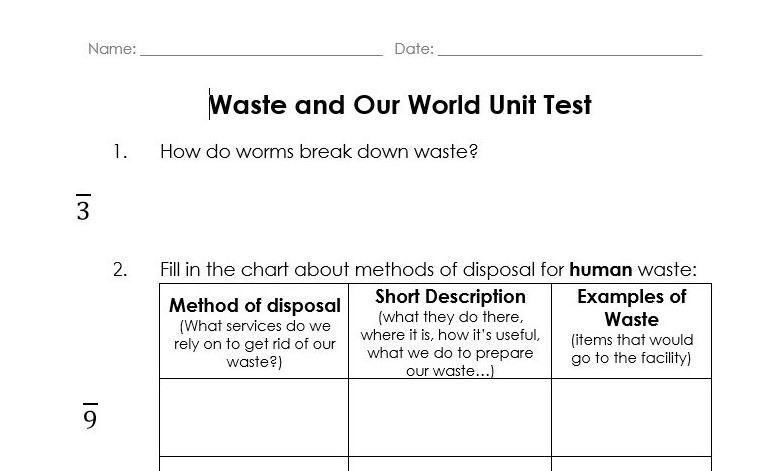 Name: ______________________________ Date: ______________________________
Waste and Our World Unit Test
1. How do worms break down waste?
3
2. Fill in the chart about methods of disposal for human waste:
Method of disposal
(What services do we
rely on to get rid of our
waste?)
Short Description
(what they do there,
where it is, how it's useful,
what we do to prepare
our waste...)
Examples of
Waste
(items that would
go to the facility)
9